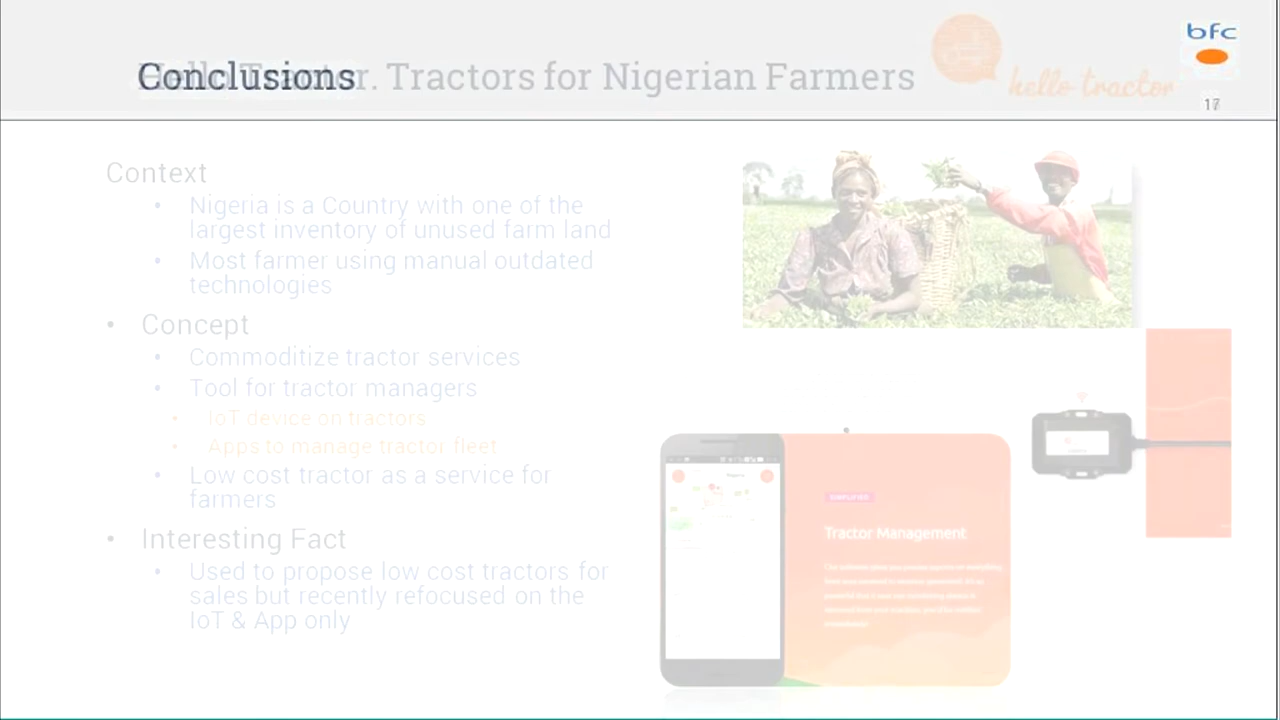 Conclusions
Hello Tractor. Tractors for Nigerian Farmers
hello tractor
bfc
Context
• Nigeria is a Country with one of the
largest inventory of unused farm land
• Most farmer using manual outdated
technologies
• Concept
• Commoditize tractor services
• Tool for tractor managers
• IoT device on tractors
• Apps to manage tractor fleet
• Low cost tractor as a service for
farmers
• Interesting Fact
• Used to propose low cost tractors for
sales but recently refocused on the
IoT & App only
SIMPLIFIED
Tractor Management